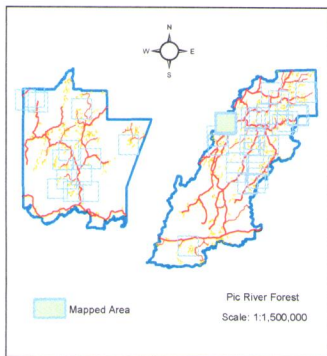 N
W E
S
Mapped Area
Pic River Forest
Scale: 1:1,500,000